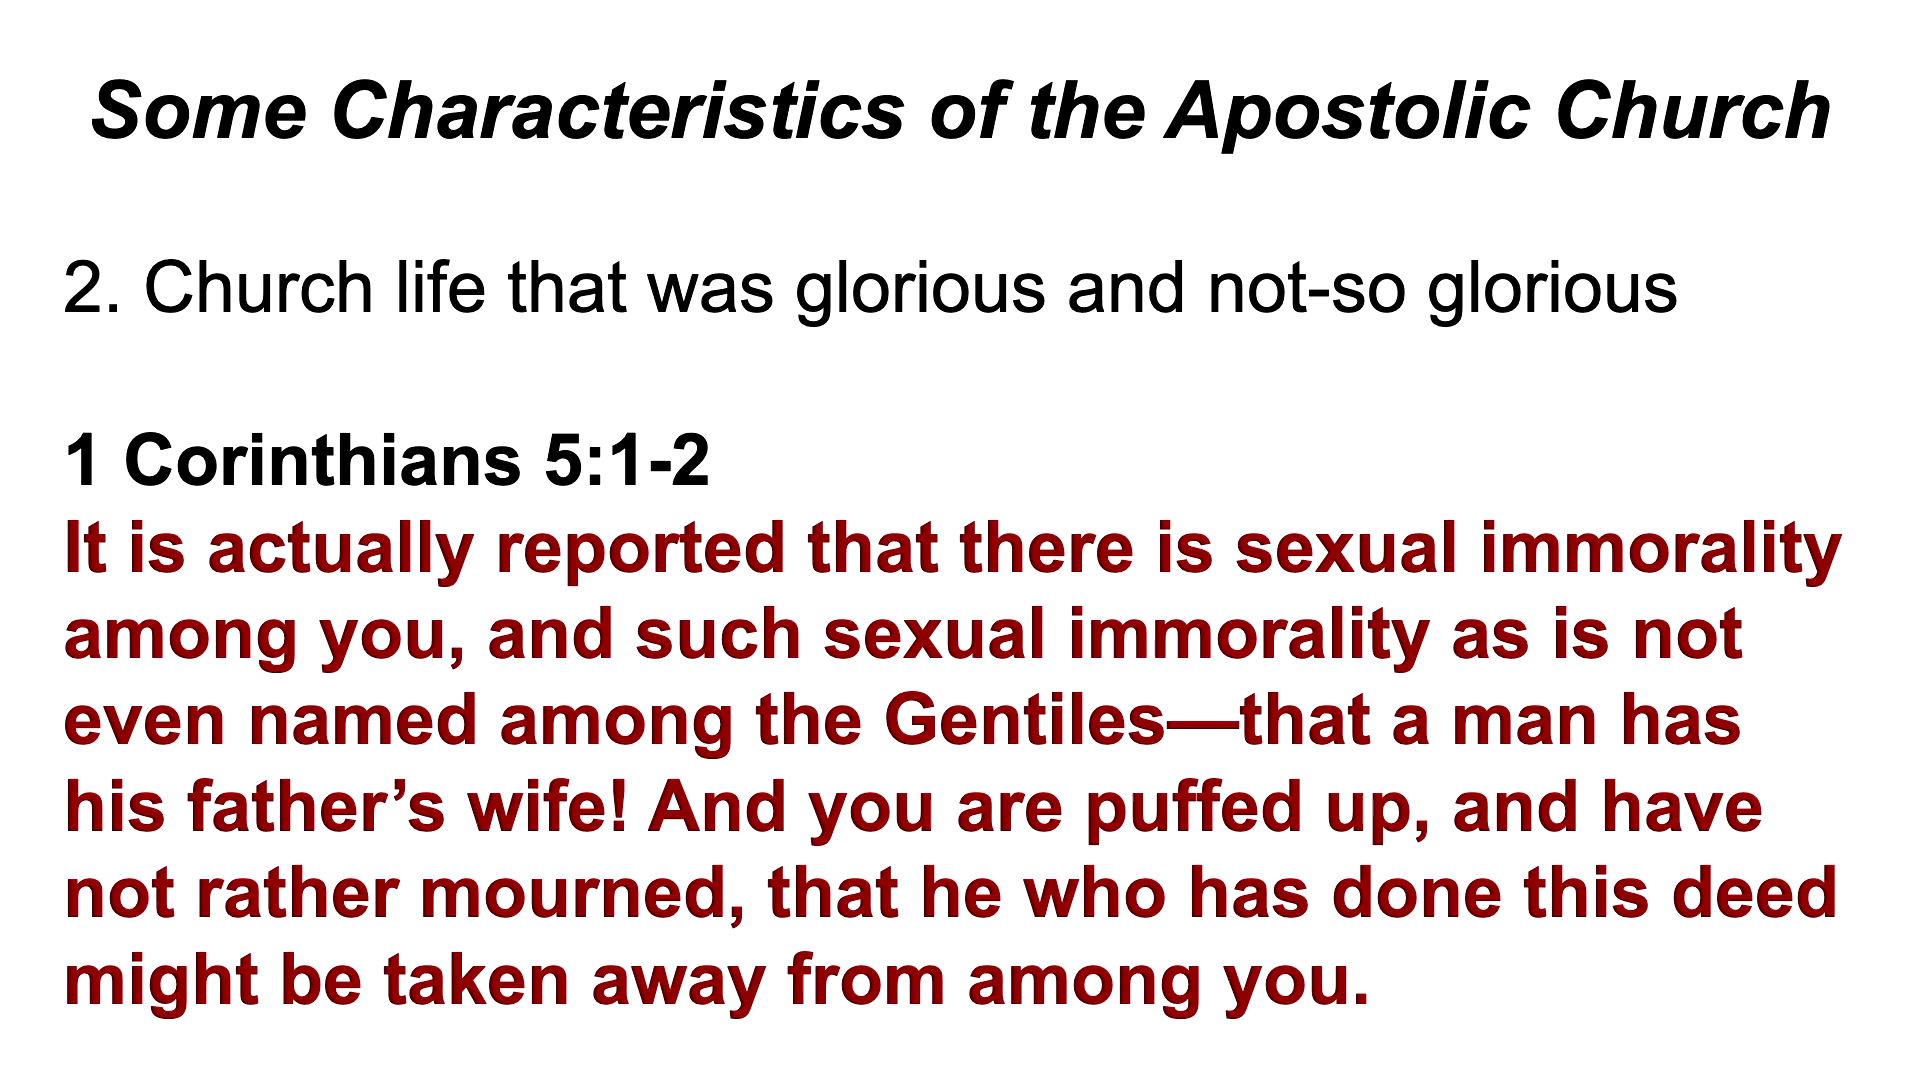 Some Characteristics of the Apostolic Church
2. Church life that was glorious and not-so glorious
1 Corinthians 5:1-2
It is actually reported that there is sexual immorality
among you, and such sexual immorality as is not
even named among the Gentiles—that a man has
his father’s wife! And you are puffed up, and have
not rather mourned, that he who has done this deed
might be taken away from among you.